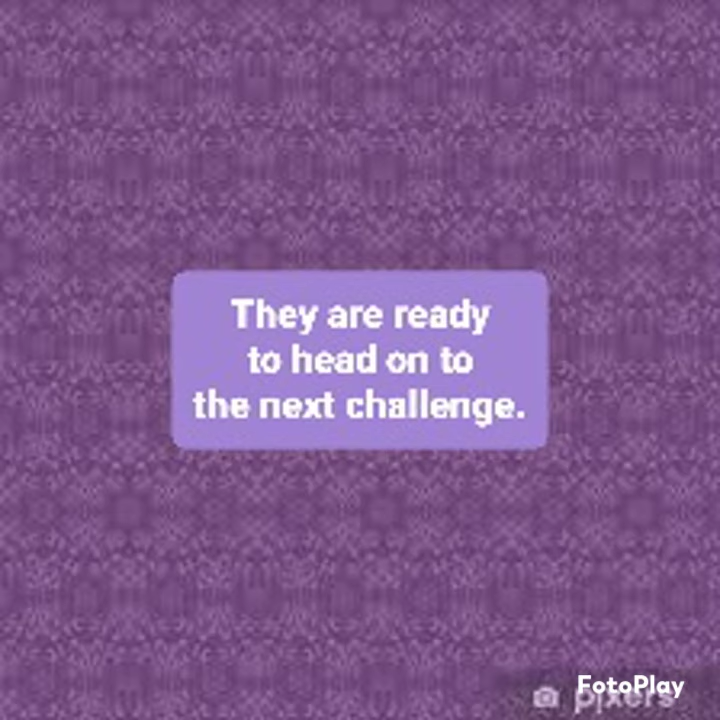 They are ready
to head on to
the next challenge.
FotoPlay
pixers